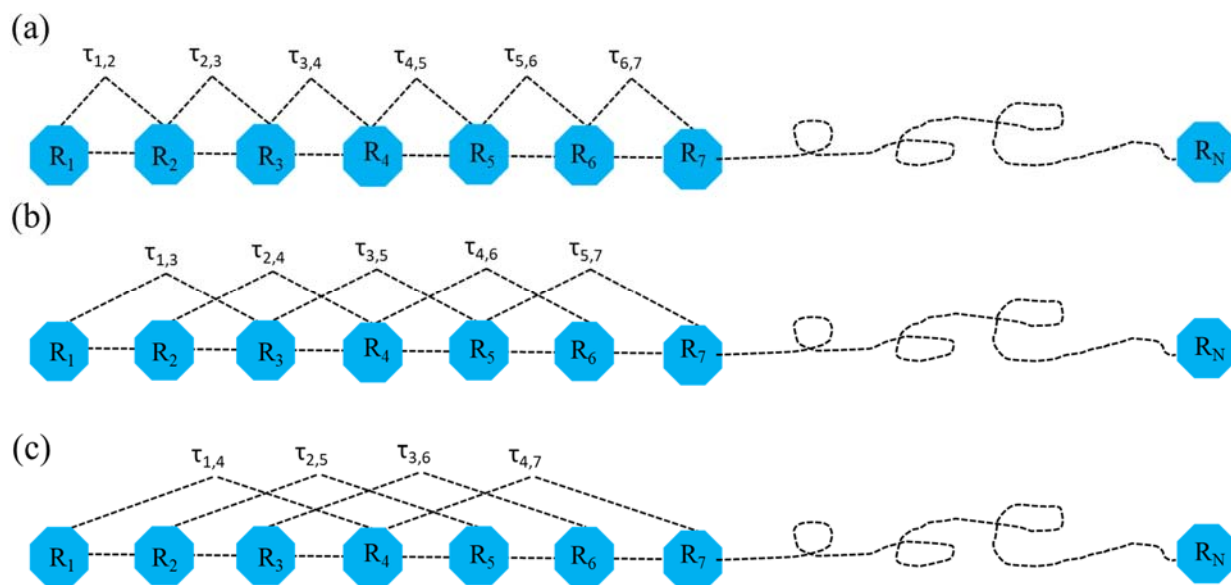 (a)
τ1,2 τ2,3 τ3,4 τ4,5 τ5,6 τ6,7
R1 R2 R3 R4 R5 R6 R7 RN
(b)
τ1,3 τ2,4 τ3,5 τ4,6 τ5,7
R1 R2 R3 R4 R5 R6 R7 RN
(c)
τ1,4 τ2,5 τ3,6 τ4,7
R1 R2 R3 R4 R5 R6 R7 RN